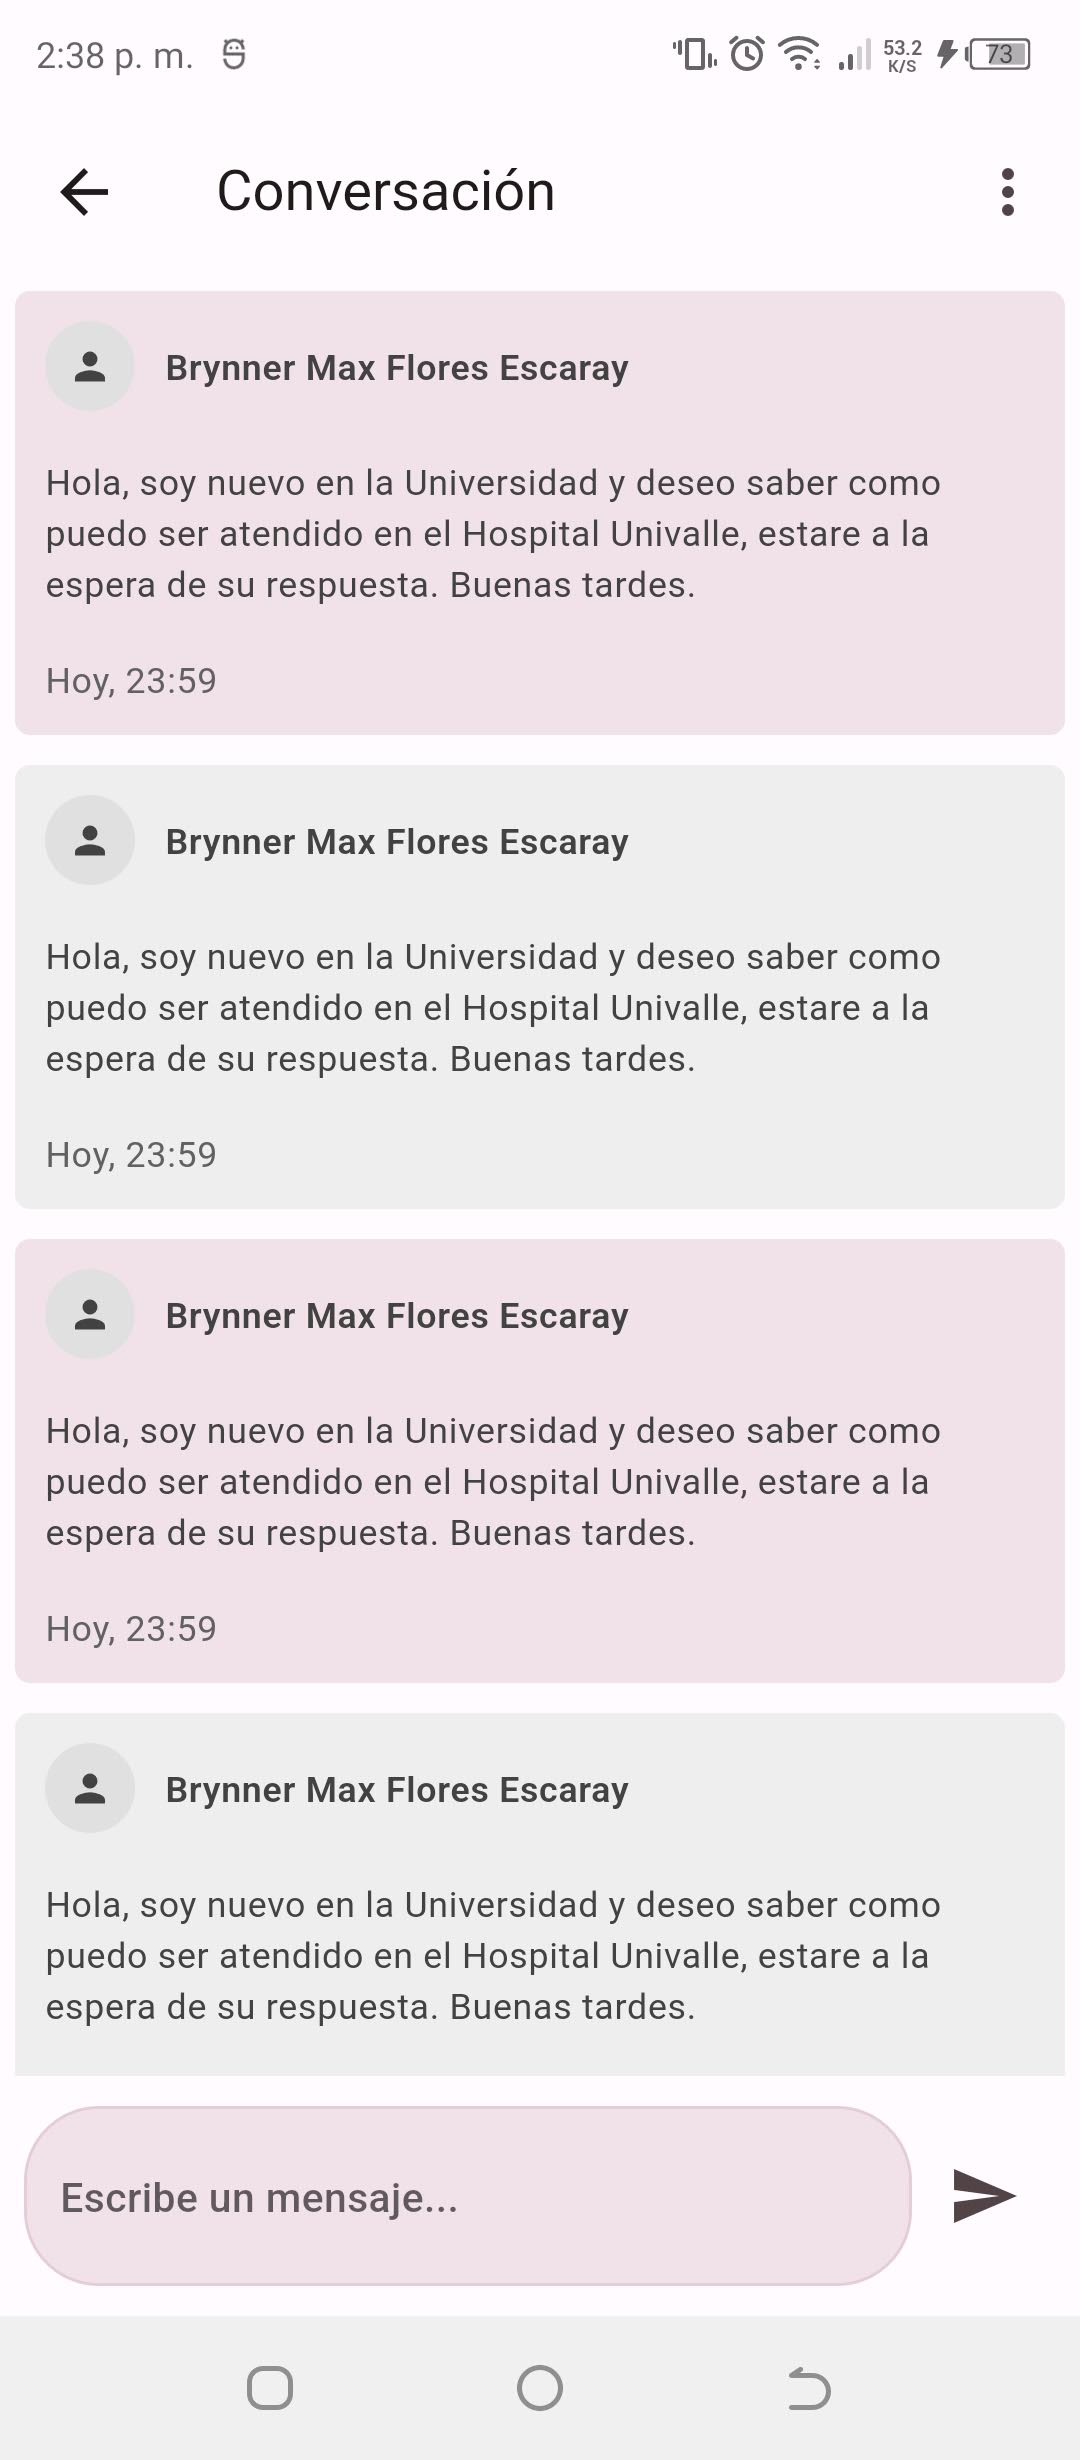 2:38 p. m.
53.2
K/S
73
Conversación
Brynner Max Flores Escaray
Hola, soy nuevo en la Universidad y deseo saber como
puedo ser atendido en el Hospital Univalle, estare a la
espera de su respuesta. Buenas tardes.
Hoy, 23:59
Brynner Max Flores Escaray
Hola, soy nuevo en la Universidad y deseo saber como
puedo ser atendido en el Hospital Univalle, estare a la
espera de su respuesta. Buenas tardes.
Hoy, 23:59
Brynner Max Flores Escaray
Hola, soy nuevo en la Universidad y deseo saber como
puedo ser atendido en el Hospital Univalle, estare a la
espera de su respuesta. Buenas tardes.
Hoy, 23:59
Brynner Max Flores Escaray
Hola, soy nuevo en la Universidad y deseo saber como
puedo ser atendido en el Hospital Univalle, estare a la
espera de su respuesta. Buenas tardes.
Escribe un mensaje...